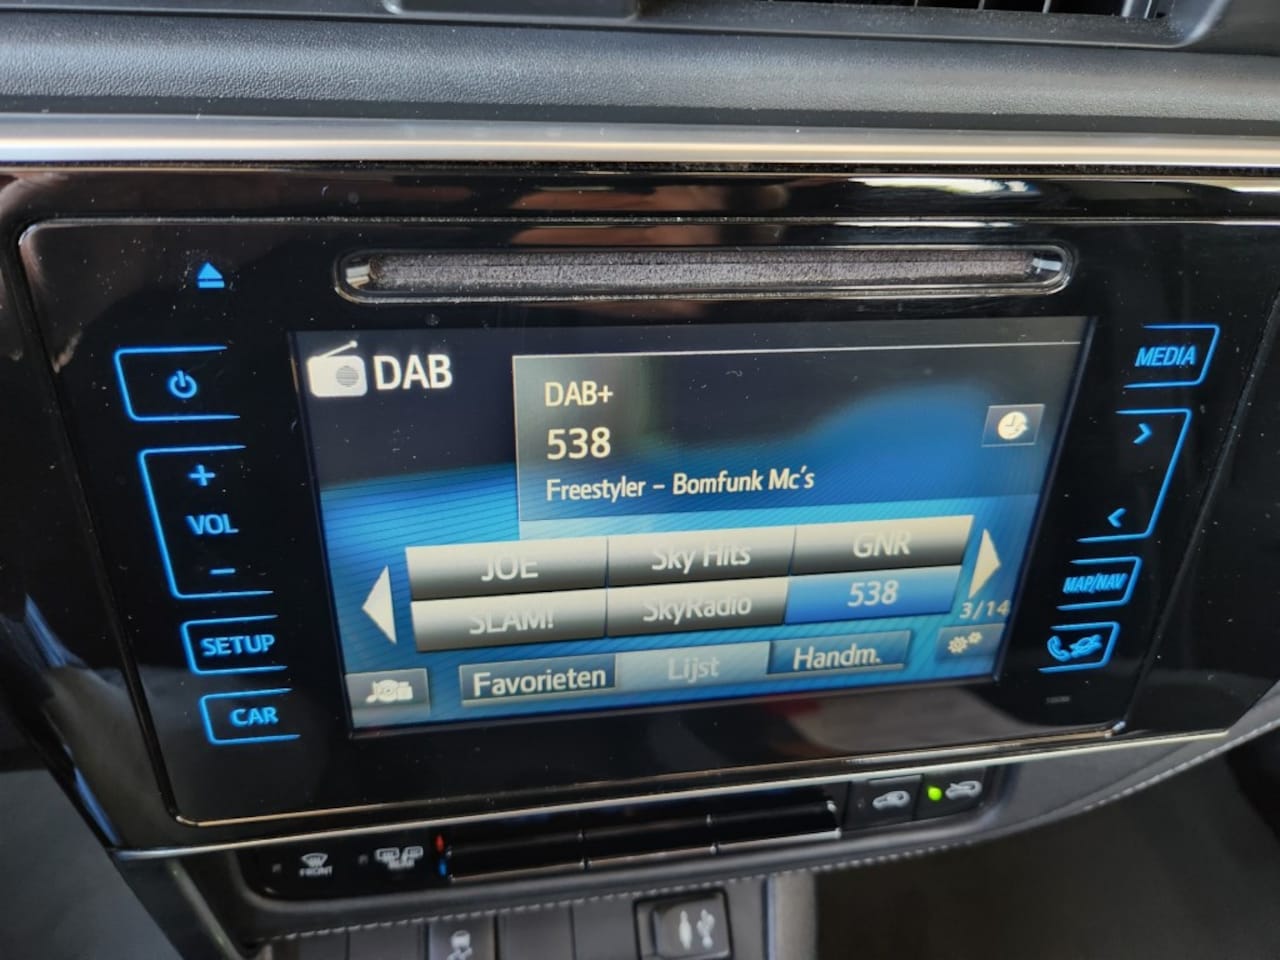 DAB
DAB+
538
Freestyler – Bomfunk Mc's
JOE
Sky Hits
GNR
SLAM!
SkyRadio
538
3/14
Favorieten
Lijst
Handm.
+
VOL
–
SETUP
CAR
MEDIA
>
<
MAP/NAV
FRONT
REAR